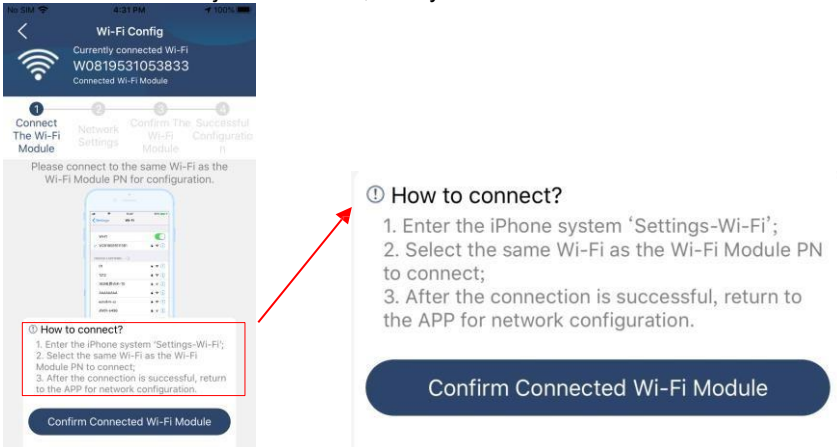 No SIM 4:31 PM 100%
Wi-Fi Config
Currently connected Wi-Fi
W0819531053833
Connected Wi-Fi Module
1 2 3 4
Connect
The Wi-Fi
Module
Network
Settings
Confirm The
Wi-Fi
Module
Successful
Configuratio
n
Please connect to the same Wi-Fi as the
Wi-Fi Module PN for configuration.
How to connect?
1. Enter the iPhone system 'Settings-Wi-Fi';
2. Select the same Wi-Fi as the Wi-Fi
Module PN to connect;
3. After the connection is successful, return
to the APP for network configuration.
Confirm Connected Wi-Fi Module
How to connect?
1. Enter the iPhone system ‘Settings-Wi-Fi’;
2. Select the same Wi-Fi as the Wi-Fi Module PN
to connect;
3. After the connection is successful, return to
the APP for network configuration.
Confirm Connected Wi-Fi Module